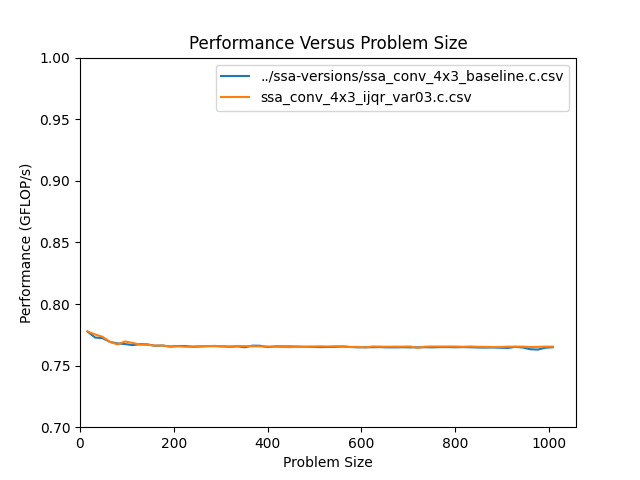 Performance Versus Problem Size
../ssa-versions/ssa_conv_4x3_baseline.c.csv
ssa_conv_4x3_ijqr_var03.c.csv
Performance (GFLOP/s)
1.00
0.95
0.90
0.85
0.80
0.75
0.70
0 200 400 600 800 1000
Problem Size